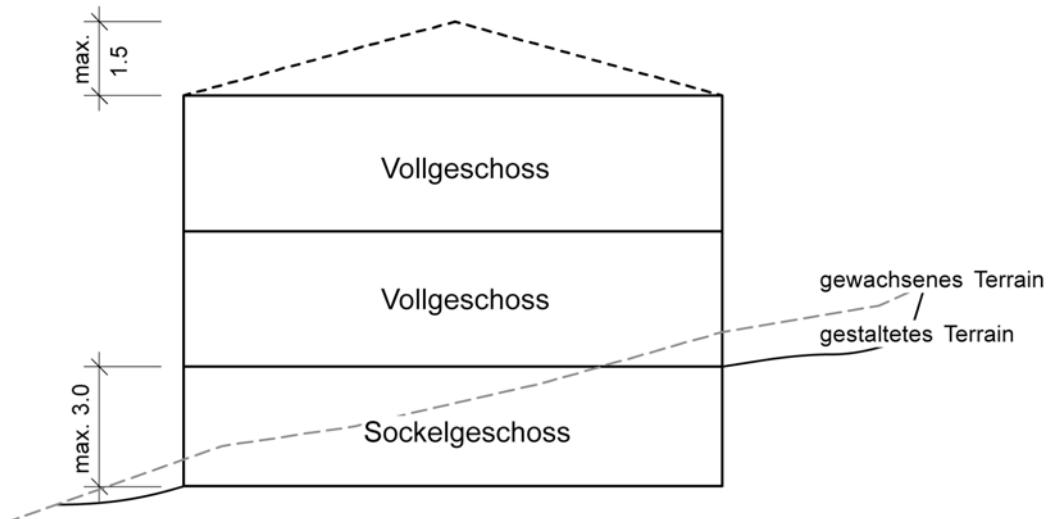 max.
1.5
Vollgeschoss
Vollgeschoss
gewachsenes Terrain
gestaltetes Terrain
max. 3.0
Sockelgeschoss